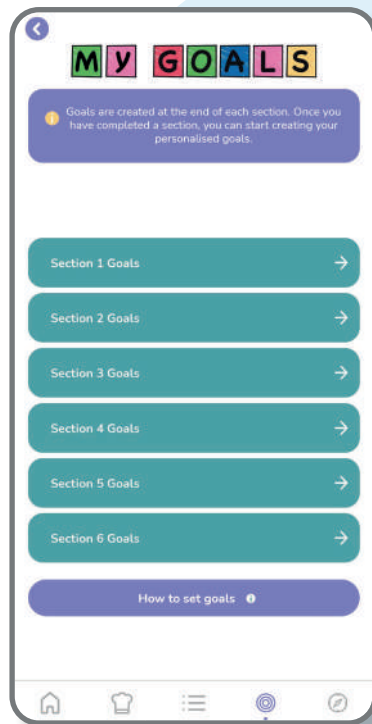 MY GOALS
Goals are created at the end of each section. Once you
have completed a section, you can start creating your
personalised goals.
Section 1 Goals
Section 2 Goals
Section 3 Goals
Section 4 Goals
Section 5 Goals
Section 6 Goals
How to set goals